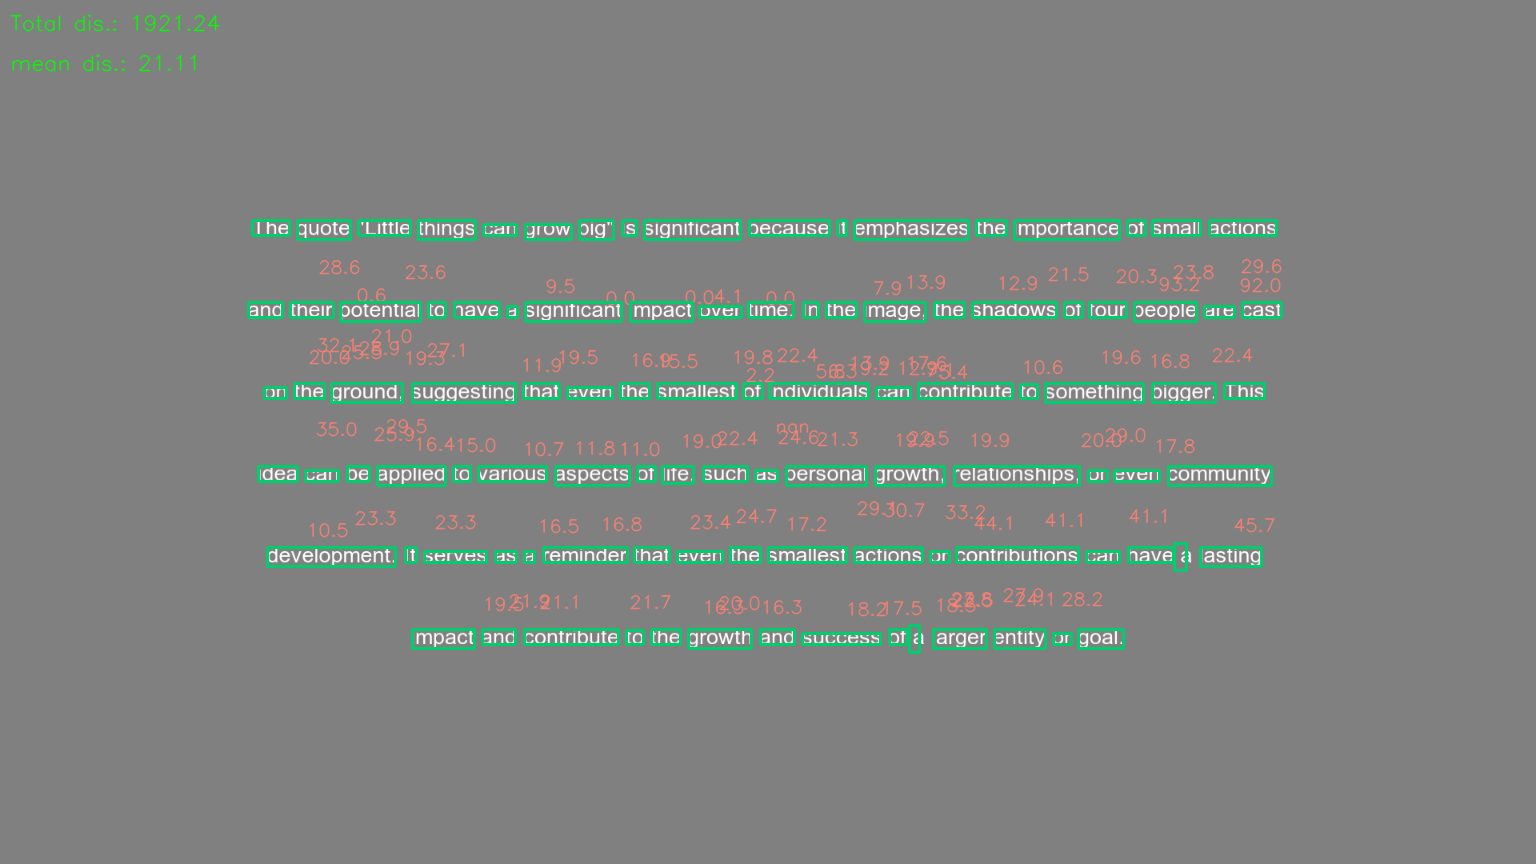 Total dis.: 1921.24
mean dis.: 21.11
The quote "Little things can grow big" is significant because it emphasizes the importance of small actions
28.6 23.6 9.5 7.9 13.9 12.9 21.5 20.3 93.2 23.8 29.6
0.6 0.0 0.0 4.1 0.0 92.0
and their potential to have a significant impact over time. In the image, the shadows of four people are cast
21.0 27.1 11.9 19.5 16.9 15.5 19.8 22.4 13.9 17.6 10.6 19.6 16.8 22.4
19.3 2.2
on the ground, suggesting that even the smallest of individuals can contribute to something bigger. This
35.0 25.9 29.5 16.4 15.0 10.7 11.8 11.0 19.0 22.4 nan 24.6 21.3 22.5 19.9 20.0 29.0 17.8
idea can be applied to various aspects of life, such as personal growth, relationships, or even community
10.5 23.3 23.3 16.5 16.8 23.4 24.7 17.2 29.1 30.7 33.2 44.1 41.1 41.1 45.7
development. It serves as a reminder that even the smallest actions or contributions can have a lasting
19.5 21.9 21.1 21.7 16.3 20.0 16.3 18.2 17.5 27.9 24.1 28.2
impact and contribute to the growth and success of a larger entity or goal.